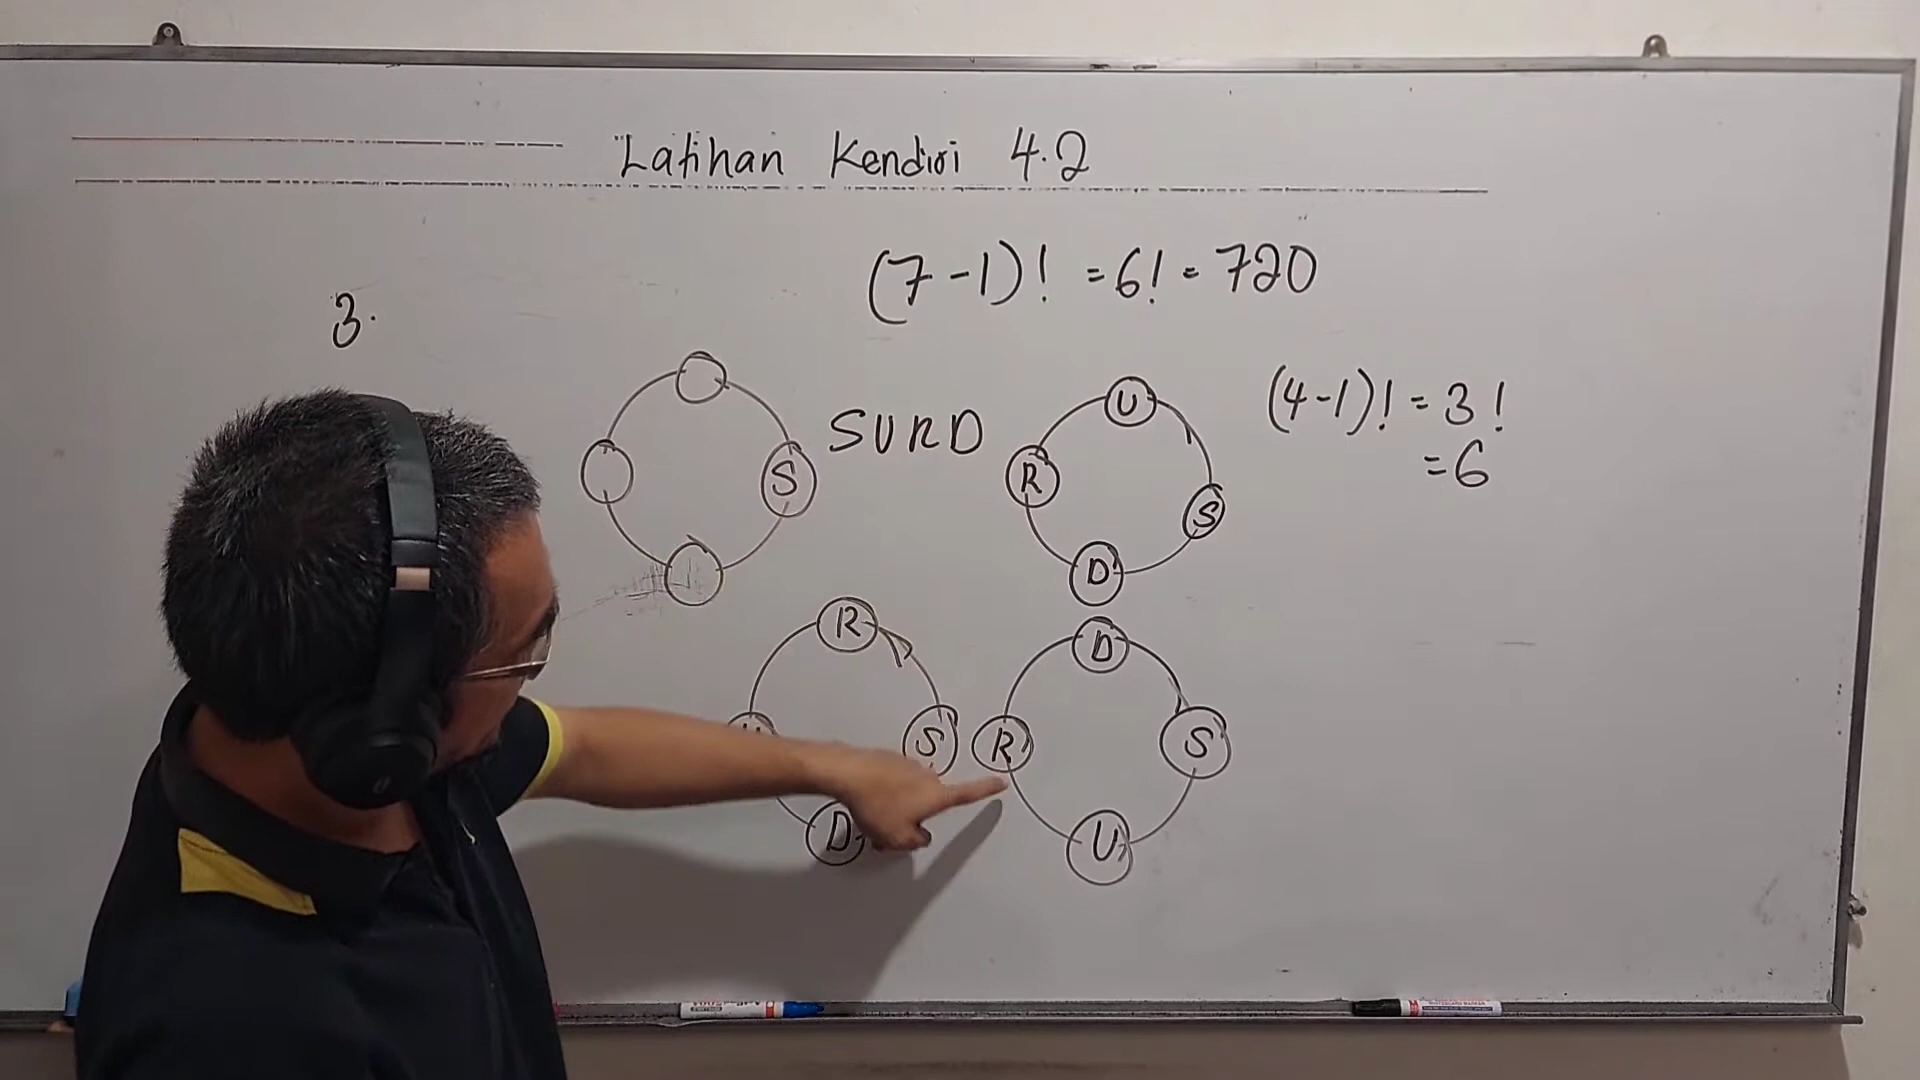 Latihan Kendiri 4.2
(7-1)! = 6! = 720
3.
S
SURD
U
R
S
D
(4-1)! = 3!
= 6
R
S
D
D
R
S
U